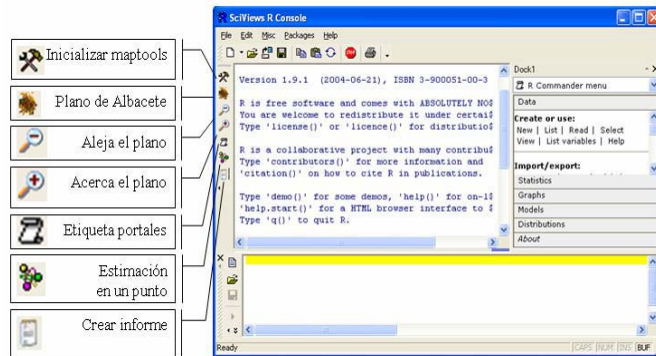 Inicializar maptools
Plano de Albacete
Aleja el plano
Acerca el plano
Etiqueta portales
Estimación
en un punto
Crear informe
SciViews R Console
File Edit Misc Packages Help
Version 1.9.1 (2004-06-21), ISBN 3-900051-00-3
R is free software and comes with ABSOLUTELY NO$
You are welcome to redistribute it under certai$
Type 'license()' or 'licence()' for distributio$
R is a collaborative project with many contribu$
Type 'contributors()' for more information and
'citation()' on how to cite R in publications.
Type 'demo()' for some demos, 'help()' for on-l$
'help.start()' for a HTML browser interface to $
Type 'q()' to quit R.
Dock1
R Commander menu
Data
Create or use:
New | List | Read | Select
View | List variables | Help
Import/export:
Statistics
Graphs
Models
Distributions
About
Ready
CAPS NUM INS BUF